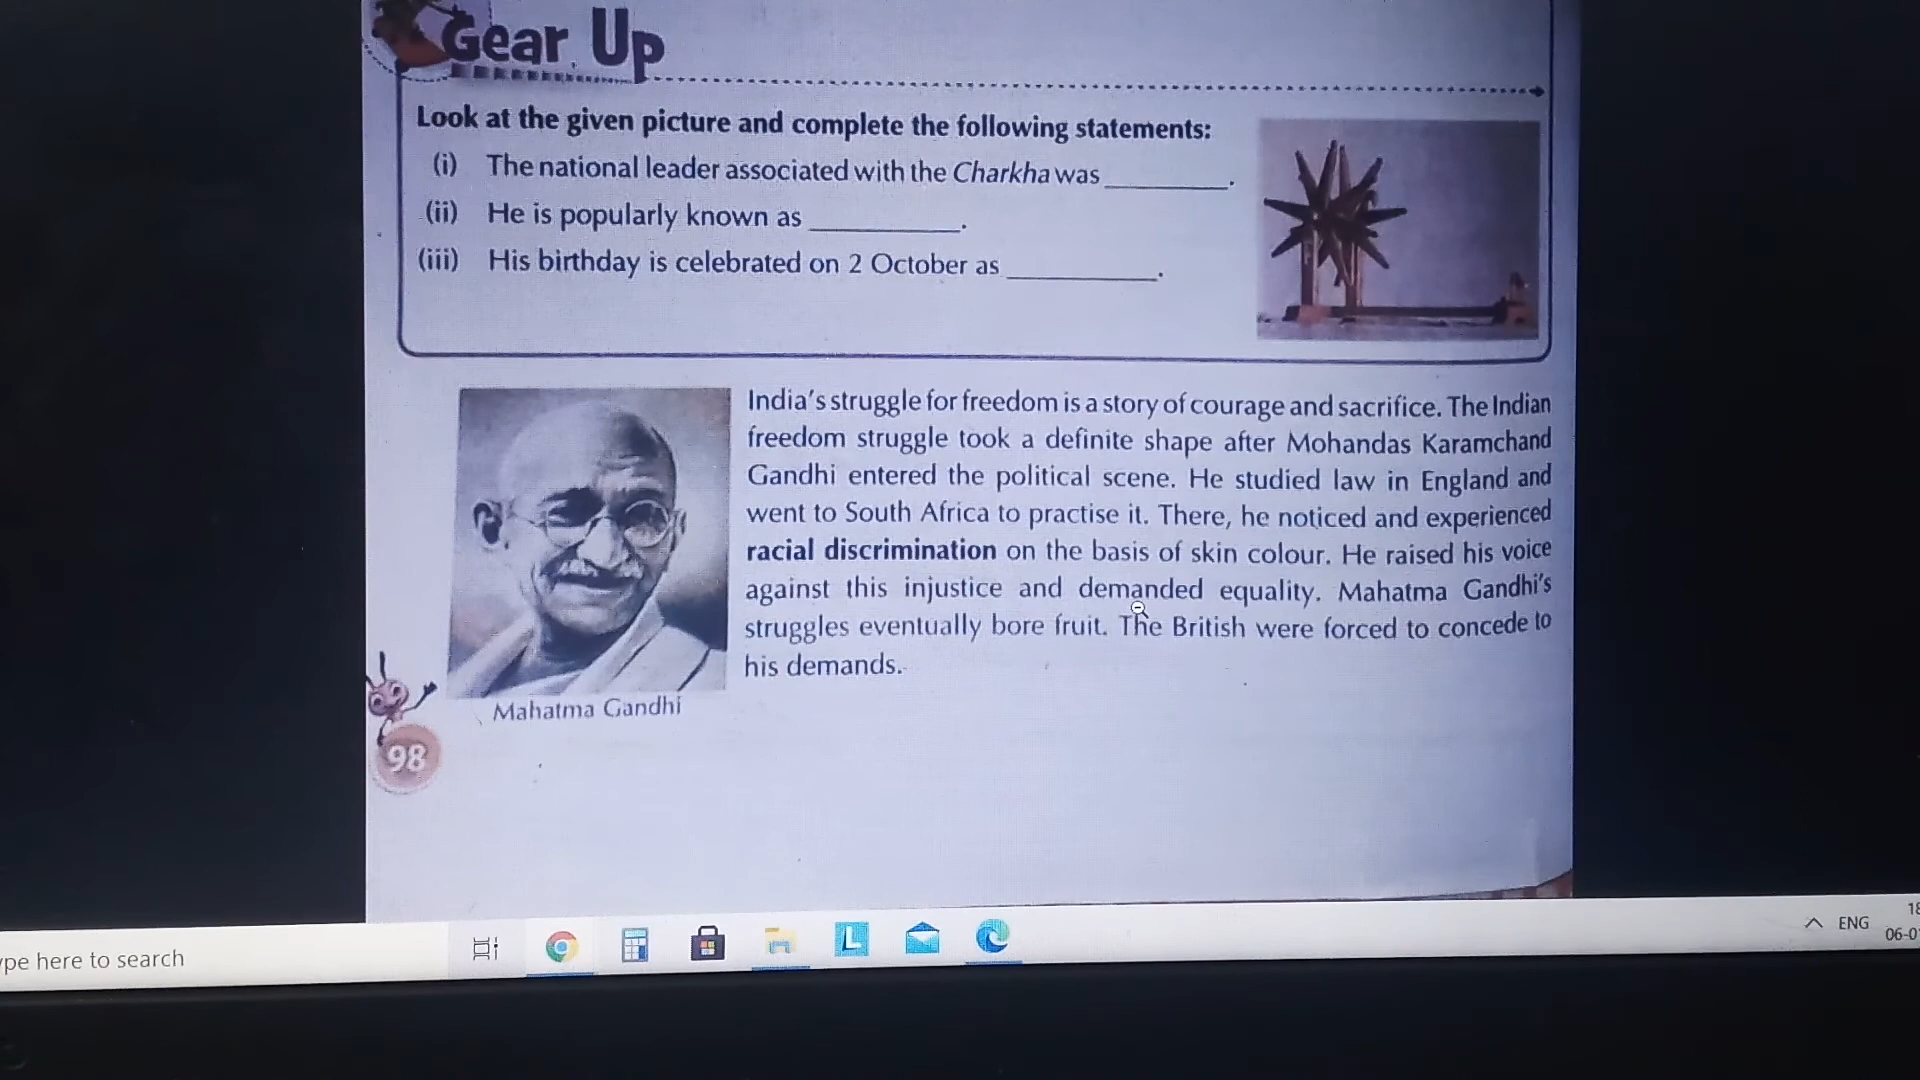 Gear Up
Look at the given picture and complete the following statements:
(i) The national leader associated with the Charkha was __________.
(ii) He is popularly known as __________.
(iii) His birthday is celebrated on 2 October as __________.
India's struggle for freedom is a story of courage and sacrifice. The Indian
freedom struggle took a definite shape after Mohandas Karamchand
Gandhi entered the political scene. He studied law in England and
went to South Africa to practise it. There, he noticed and experienced
racial discrimination on the basis of skin colour. He raised his voice
against this injustice and demanded equality. Mahatma Gandhi's
struggles eventually bore fruit. The British were forced to concede to
his demands.
Mahatma Gandhi
98
pe here to search
L
ENG
18
06-0